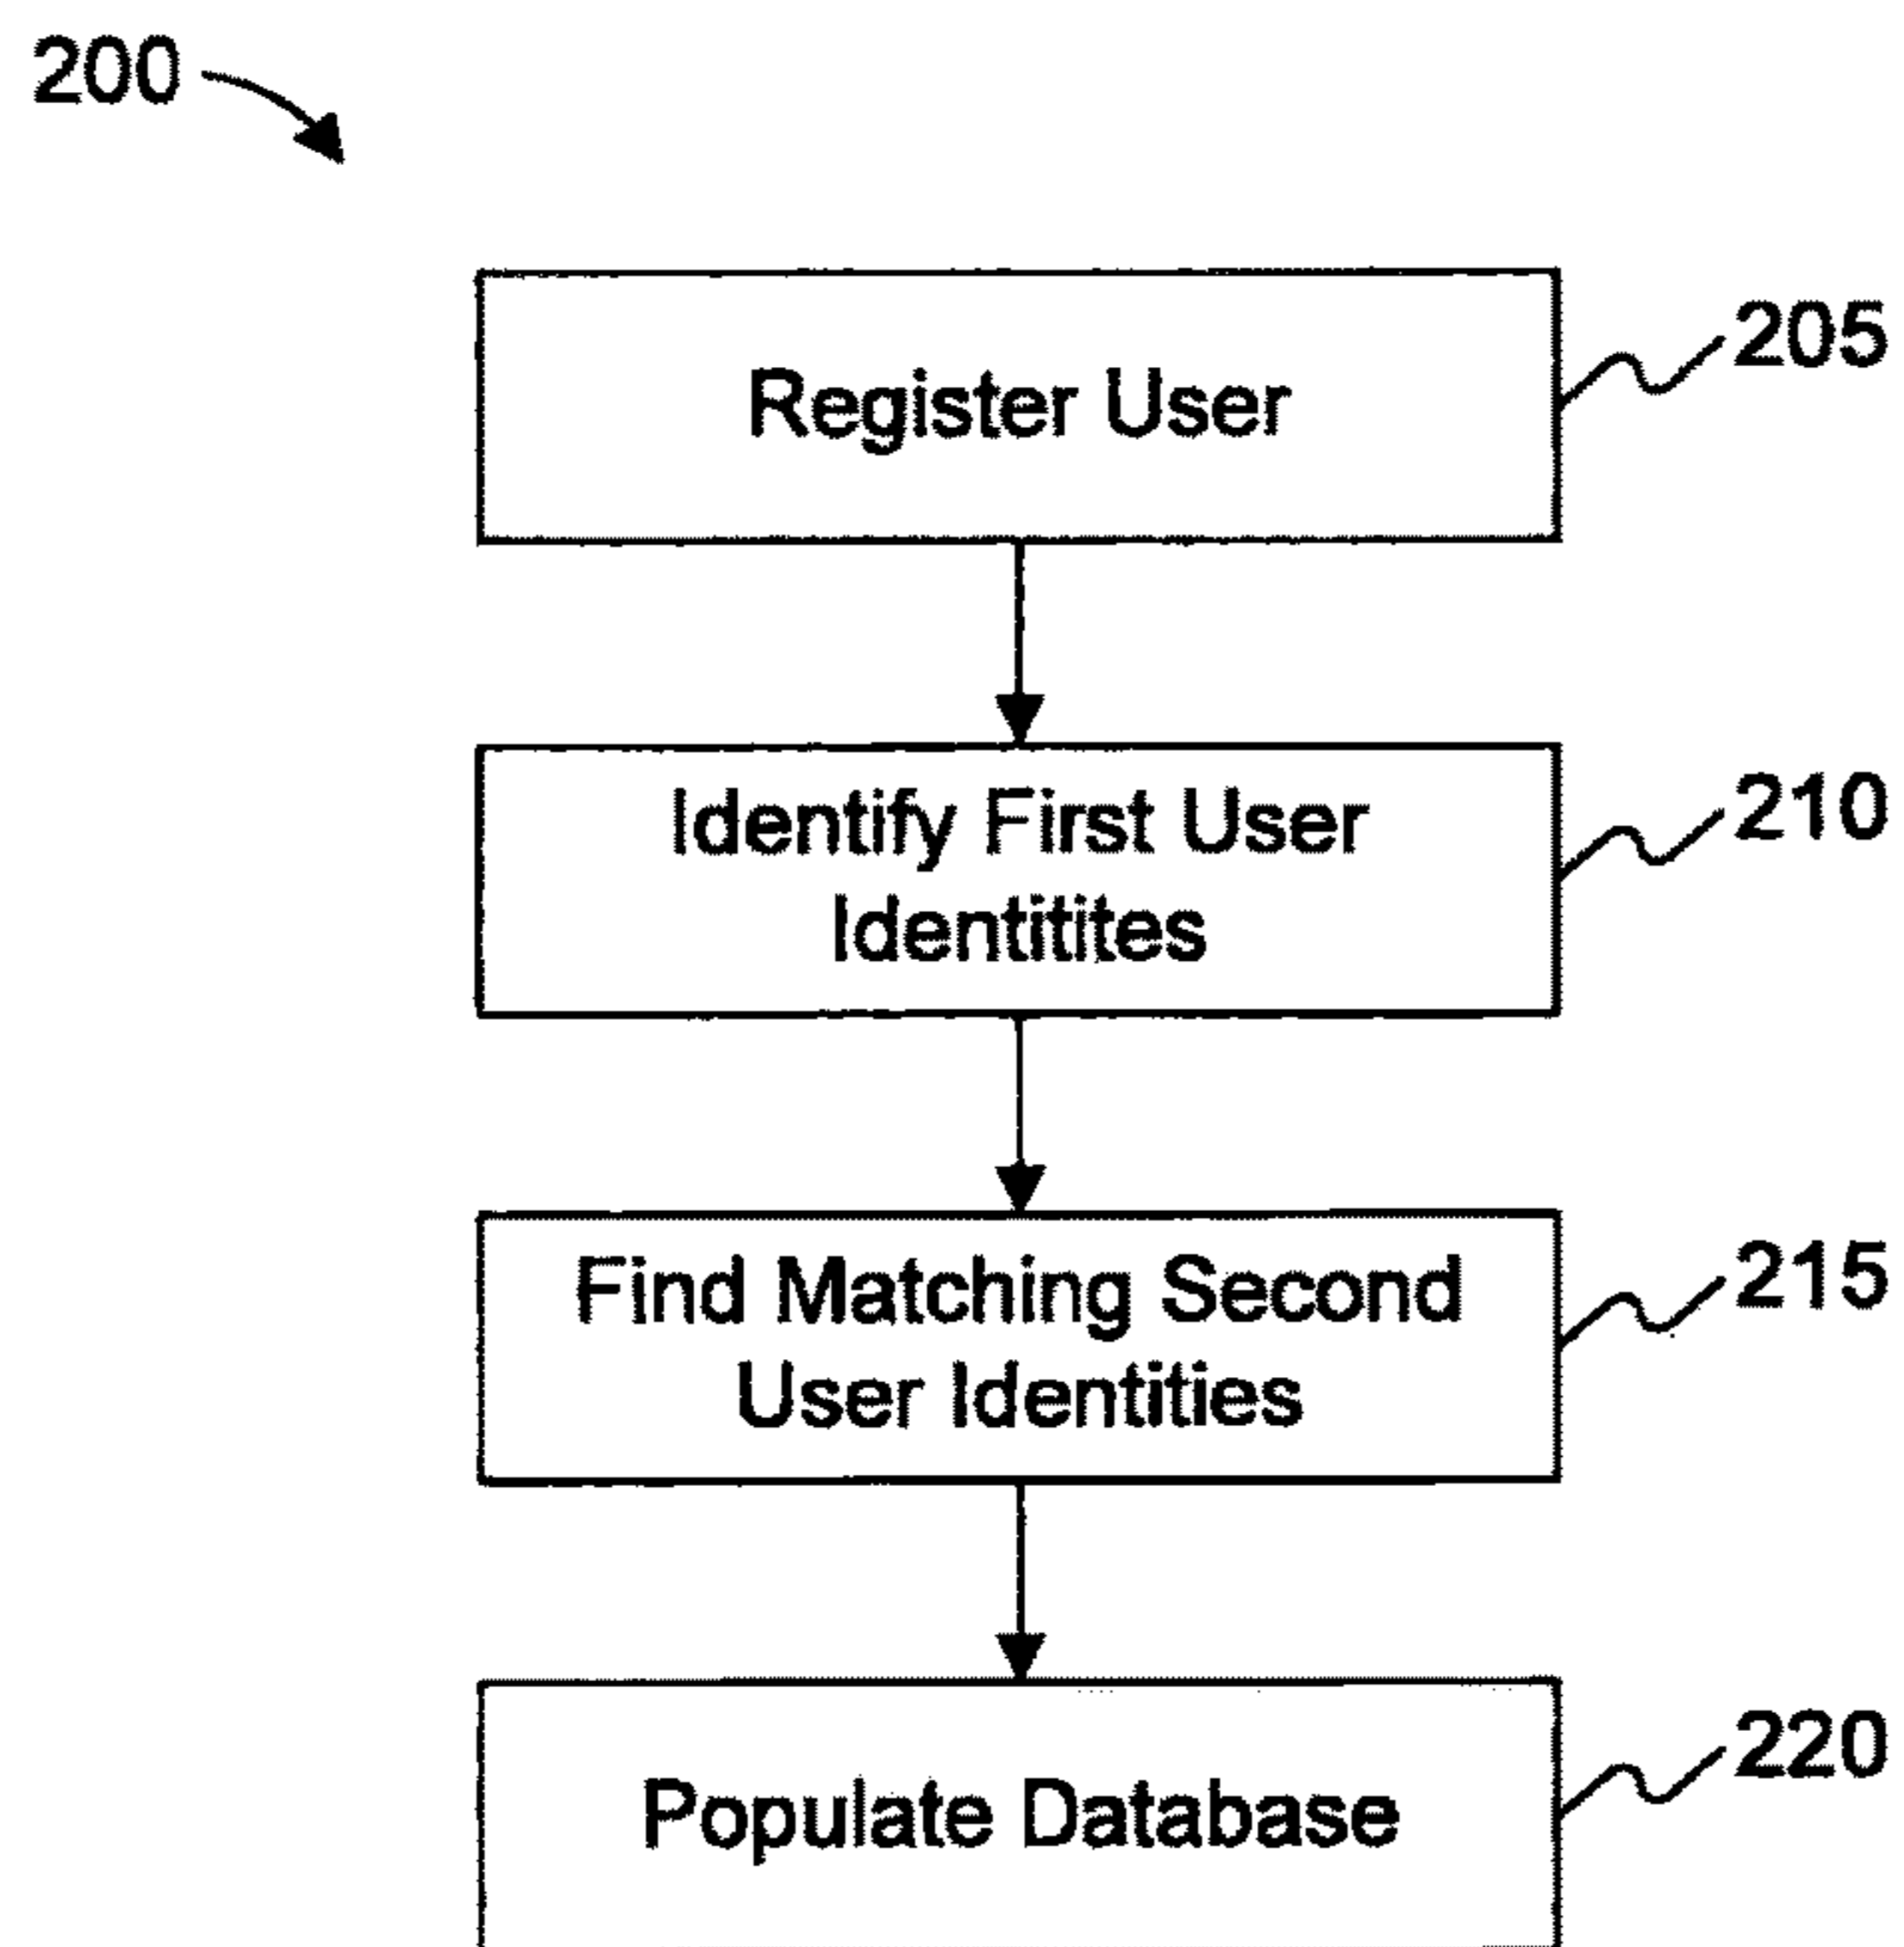 200
Register User
205
Identify First User
Identitites
210
Find Matching Second
User Identities
215
Populate Database
220